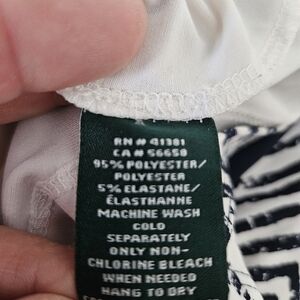 RN # 41381
CA # 56650
95% POLYESTER/
POLYESTER
5% ELASTANE/
ÉLASTHANNE
MACHINE WASH
COLD
SEPARATELY
ONLY NON-
CHLORINE BLEACH
WHEN NEEDED
HANG TO DRY